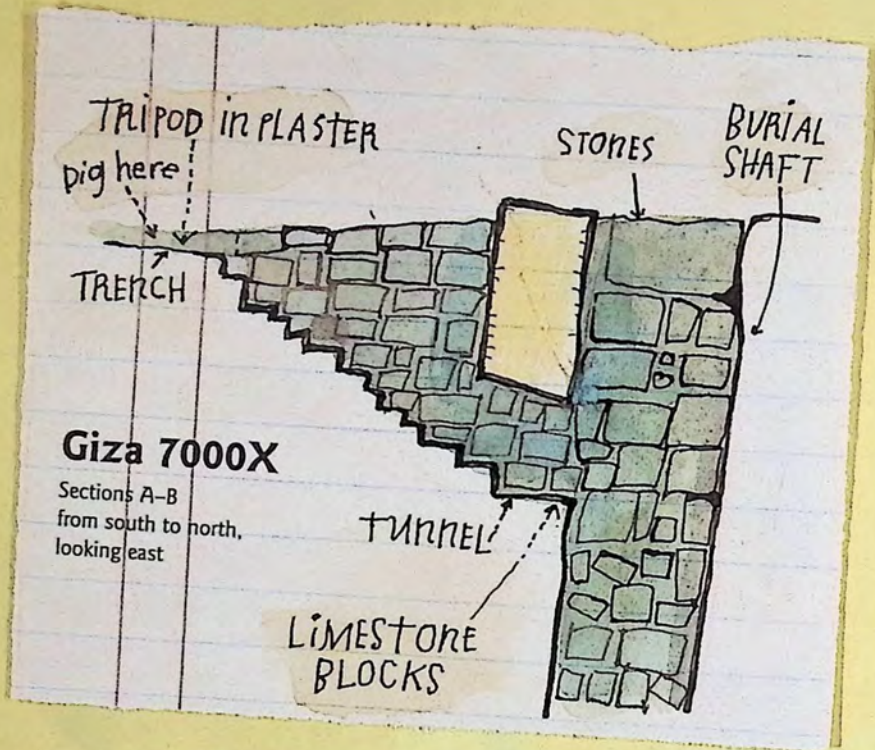 TRIPOD in PLASTER
Dig here
TRENCH
STONES
BURIAL
SHAFT
Giza 7000X
Sections A–B
from south to north,
looking east
TUNNEL
LIMESTONE
BLOCKS